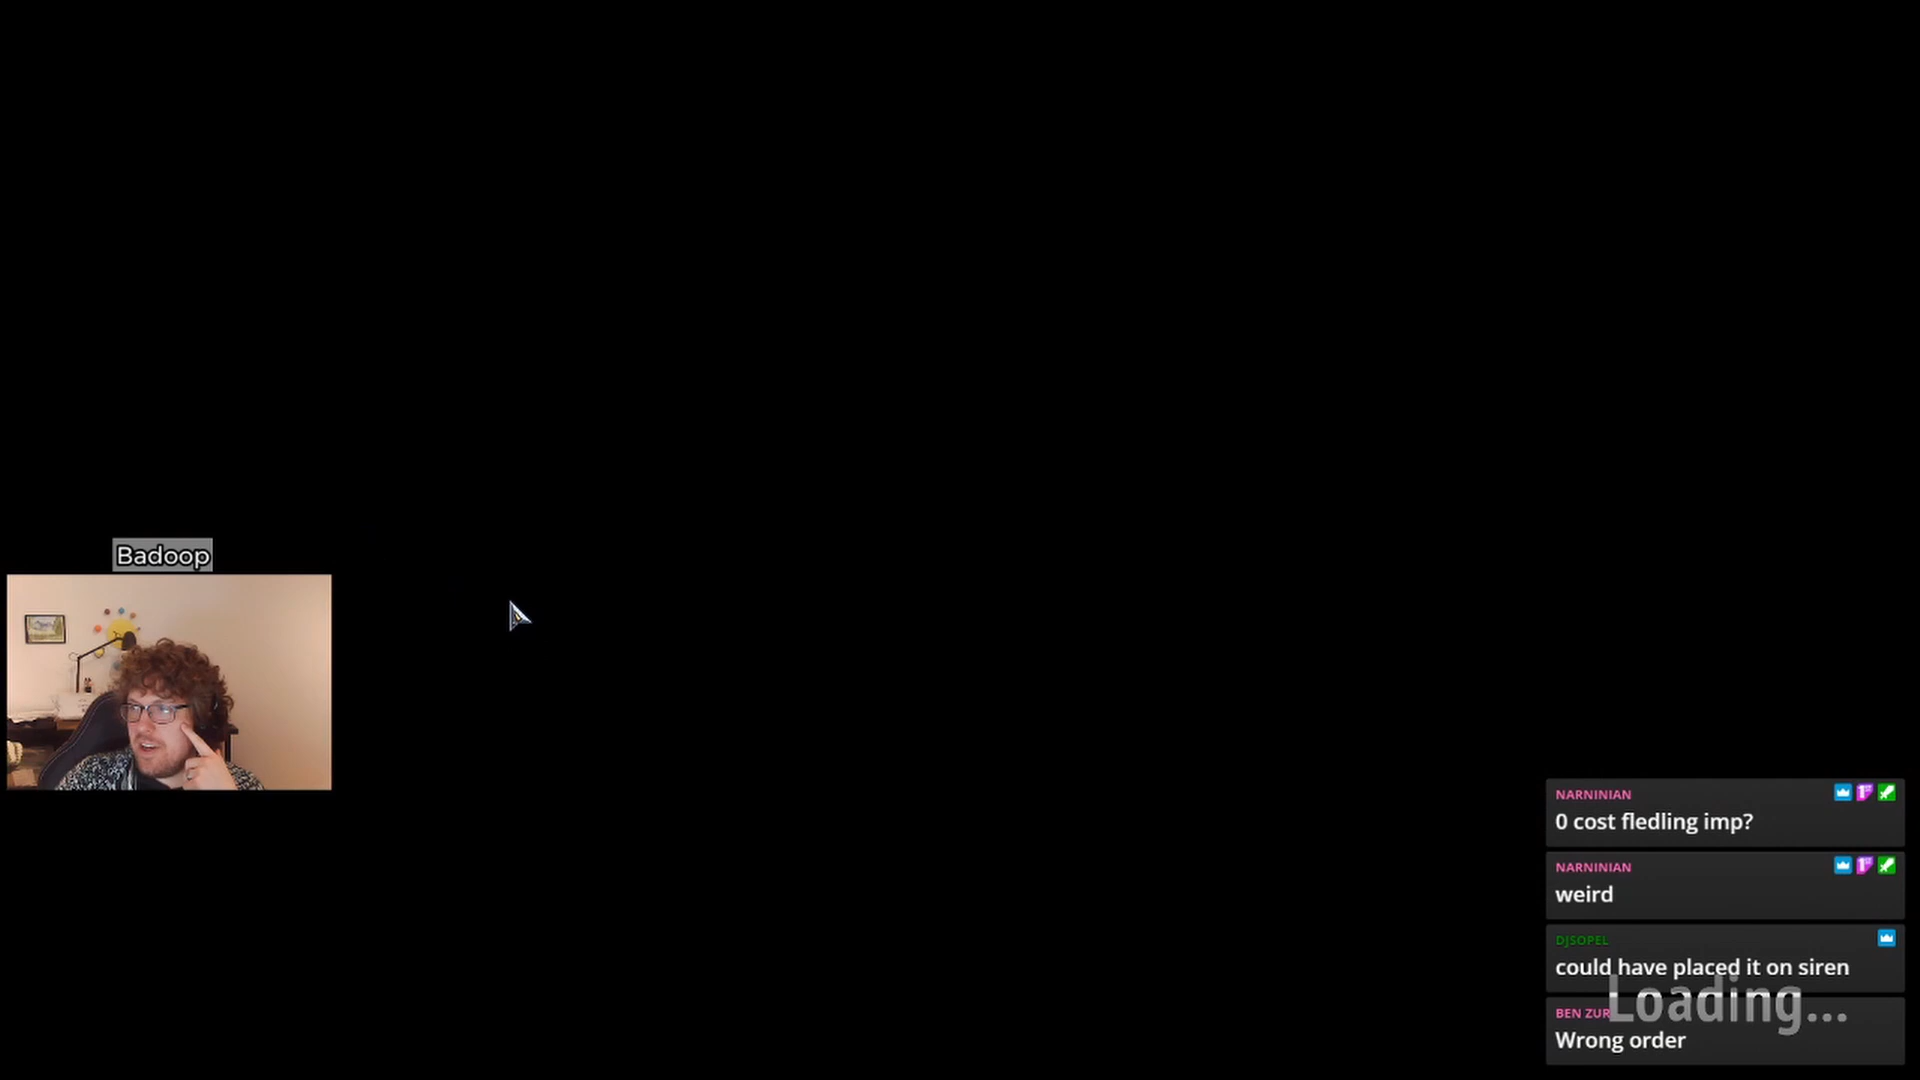 Badoop
NARNINIAN
0 cost fledling imp?
NARNINIAN
weird
DJSOPEL
could have placed it on siren
Loading...
BEN ZUR
Wrong order